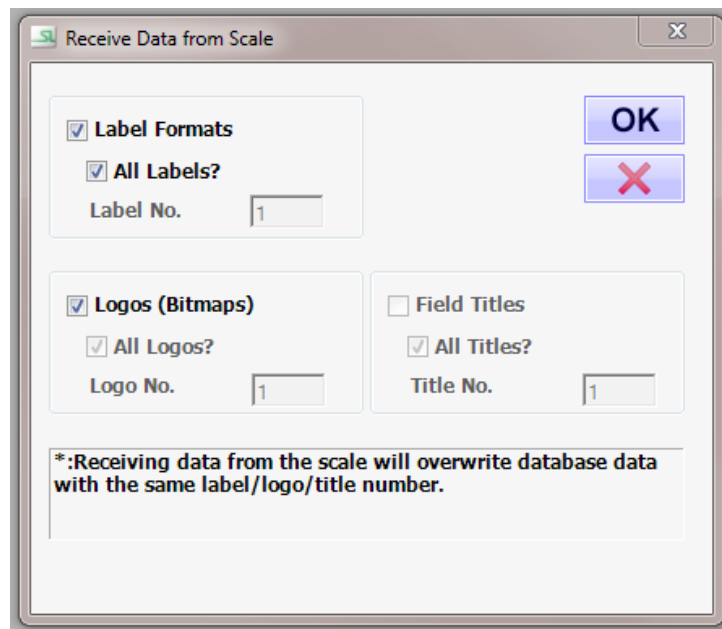 SL Receive Data from Scale
Label Formats
All Labels?
Label No. 1
OK
Logos (Bitmaps)
All Logos?
Logo No. 1
Field Titles
All Titles?
Title No. 1
*:Receiving data from the scale will overwrite database data
with the same label/logo/title number.